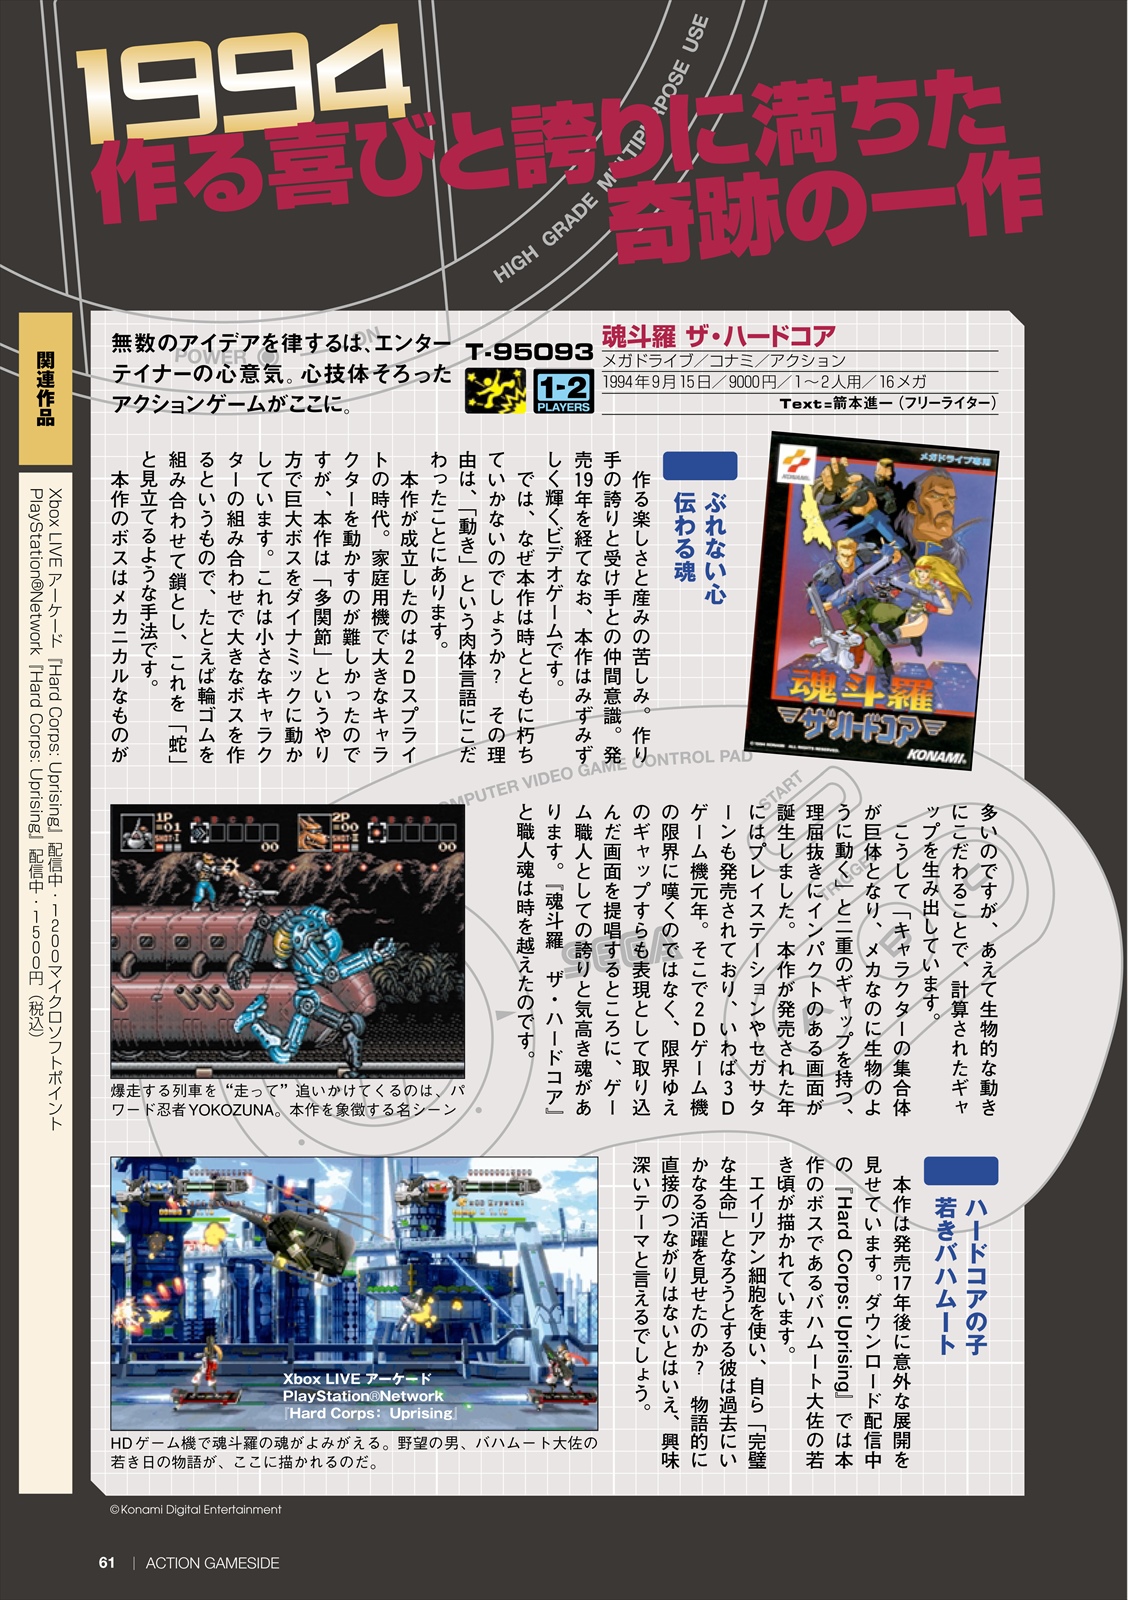 1994
作る喜びと誇りに満ちた
奇跡の一作
HIGH GRADE MULTIPURPOSE USE
POWER
ON
無数のアイデアを律するは、エンター
テイナーの心意気。心技体そろった
アクションゲームがここに。
T-95093
1-2
PLAYERS
魂斗羅 ザ・ハードコア
メガドライブ／コナミ／アクション
1994年9月15日／9000円／1〜2人用／16メガ
Text=箭本進一（フリーライター）
メガドライブ専用
KONAMI
魂斗羅
ザ・ハードコア
KONAMI
ぶれない心
伝わる魂
作る楽しさと産みの苦しみ。作り
手の誇りと受け手との仲間意識。発
売19年を経てなお、本作はみずみず
しく輝くビデオゲームです。
では、なぜ本作は時とともに朽ち
ていかないのでしょうか？ その理
由は、「動き」という肉体言語にこだ
わったことにあります。
本作が成立したのは2Dスプライ
トの時代。家庭用機で大きなキャラ
クターを動かすのが難しかったので
すが、本作は「多関節」というやり
方で巨大ボスをダイナミックに動か
しています。これは小さなキャラク
ターの組み合わせで大きなボスを作
るというもので、たとえば輪ゴムを
組み合わせて鎖とし、これを「蛇」
と見立てるような手法です。
本作のボスはメカニカルなものが
多いのですが、あえて生物的な動き
にこだわることで、計算されたギャ
ップを生み出しています。
こうして「キャラクターの集合体
が巨体となり、メカなのに生物のよ
うに動く」と二重のギャップを持つ、
理屈抜きにインパクトのある画面が
誕生しました。本作が発売された年
にはプレイステーションやセガサタ
ーンも発売されており、いわば3D
ゲーム機元年。そこで2Dゲーム機
の限界に嘆くのではなく、限界ゆえ
のギャップすらも表現として取り込
んだ画面を提唱するところに、ゲー
ム職人としての誇りと気高き魂があ
ります。『魂斗羅 ザ・ハードコア』
と職人魂は時を越えたのです。
COMPUTER VIDEO GAME CONTROL PAD
START
SEGA
1P
=01
SHOT-I
00
2P
=00
SHOT-I
00
爆走する列車を“走って”追いかけてくるのは、パ
ワード忍者YOKOZUNA。本作を象徴する名シーン
ハードコアの子
若きバハムート
本作は発売17年後に意外な展開を
見せています。ダウンロード配信中
の『Hard Corps: Uprising』では本
作のボスであるバハムート大佐の若
き頃が描かれています。
エイリアン細胞を使い、自ら「完璧
な生命」となろうとする彼は過去にい
かなる活躍を見せたのか？ 物語的に
直接のつながりはないとはいえ、興味
深いテーマと言えるでしょう。
Xbox LIVE アーケード
PlayStation®Network
『Hard Corps: Uprising』
HDゲーム機で魂斗羅の魂がよみがえる。野望の男、バハムート大佐の
若き日の物語が、ここに描かれるのだ。
関連作品
Xbox LIVE アーケード『Hard Corps: Uprising』配信中・1200マイクロソフトポイント
PlayStation®Network『Hard Corps: Uprising』配信中・1500円（税込）
©Konami Digital Entertainment
61 | ACTION GAMESIDE